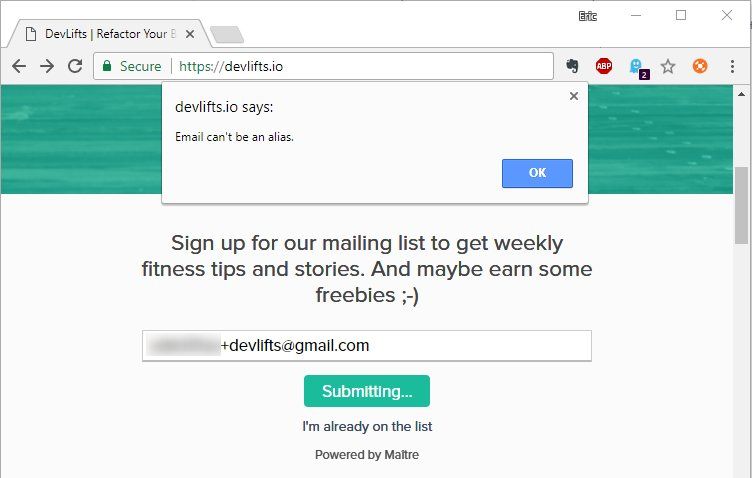 Eric
DevLifts | Refactor Your B
Secure https://devlifts.io
ABP
2
devlifts.io says:
Email can't be an alias.
OK
Sign up for our mailing list to get weekly
fitness tips and stories. And maybe earn some
freebies ;-)
+devlifts@gmail.com
Submitting...
I'm already on the list
Powered by Maître